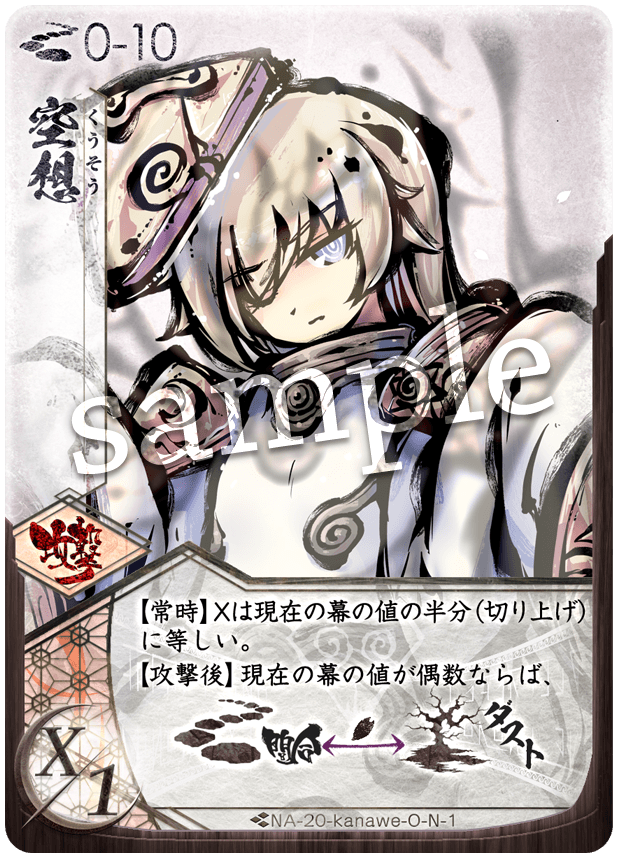 0-10
空想
くうそう
sample
攻撃
【常時】Xは現在の幕の値の半分（切り上げ）
に等しい。
【攻撃後】現在の幕の値が偶数ならば、
間合
ダスト
X/1
NA-20-kanawe-O-N-1